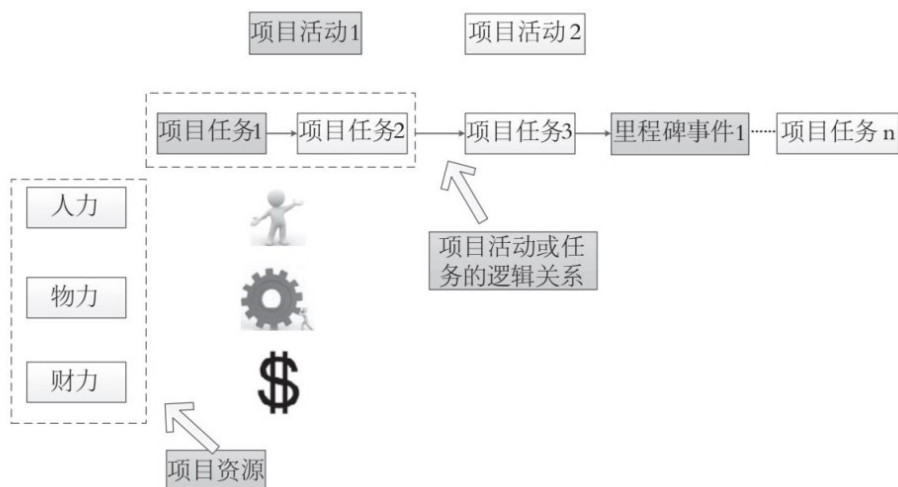 项目活动1
项目活动2
项目任务1
项目任务2
项目任务3
里程碑事件1
项目任务n
人力
项目活动或任
务的逻辑关系
物力
财力
$
项目资源